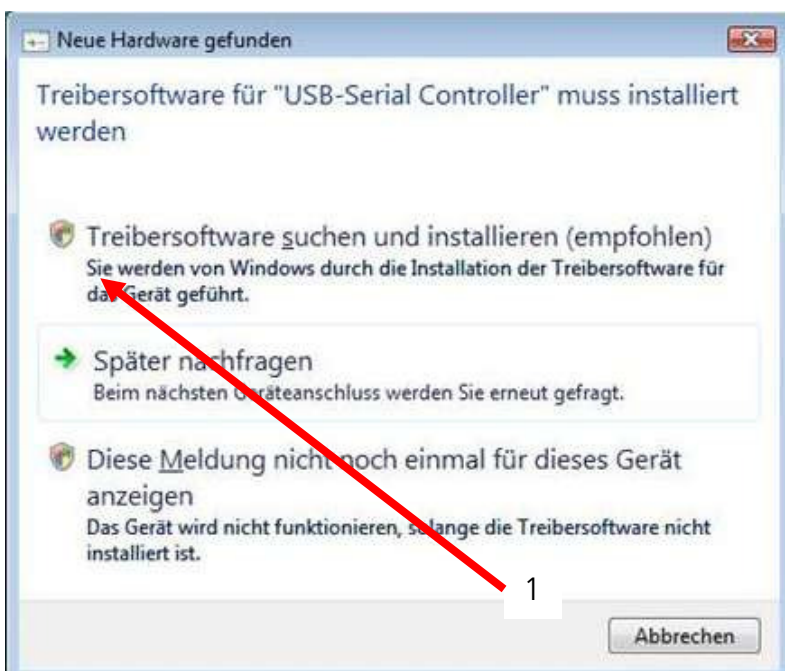 Neue Hardware gefunden
Treibersoftware für "USB-Serial Controller" muss installiert
werden
Treibersoftware suchen und installieren (empfohlen)
Sie werden von Windows durch die Installation der Treibersoftware für
das Gerät geführt.
Später nachfragen
Beim nächsten Geräteanschluss werden Sie erneut gefragt.
Diese Meldung nicht noch einmal für dieses Gerät
anzeigen
Das Gerät wird nicht funktionieren, solange die Treibersoftware nicht
installiert ist.
1
Abbrechen